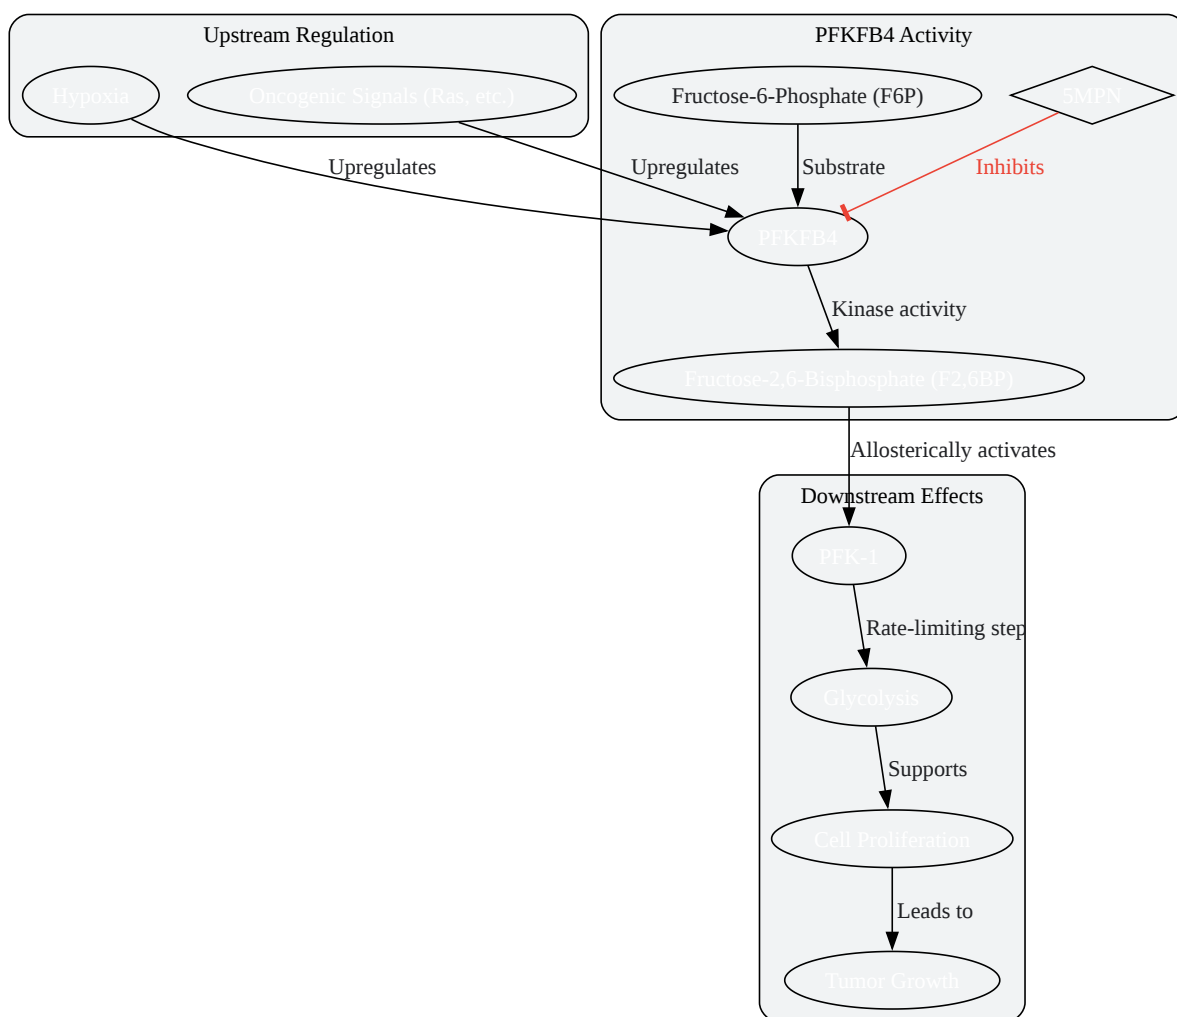 Upstream Regulation
PFKFB4 Activity
Hypoxia
Oncogenic Signals (Ras, etc.)
Fructose-6-Phosphate (F6P)
5MPN
Upregulates
Upregulates
Substrate
Inhibits
PFKFB4
Kinase activity
Fructose-2,6-Bisphosphate (F2,6BP)
Allosterically activates
Downstream Effects
PFK-1
Rate-limiting step
Glycolysis
Supports
Cell Proliferation
Leads to
Tumor Growth